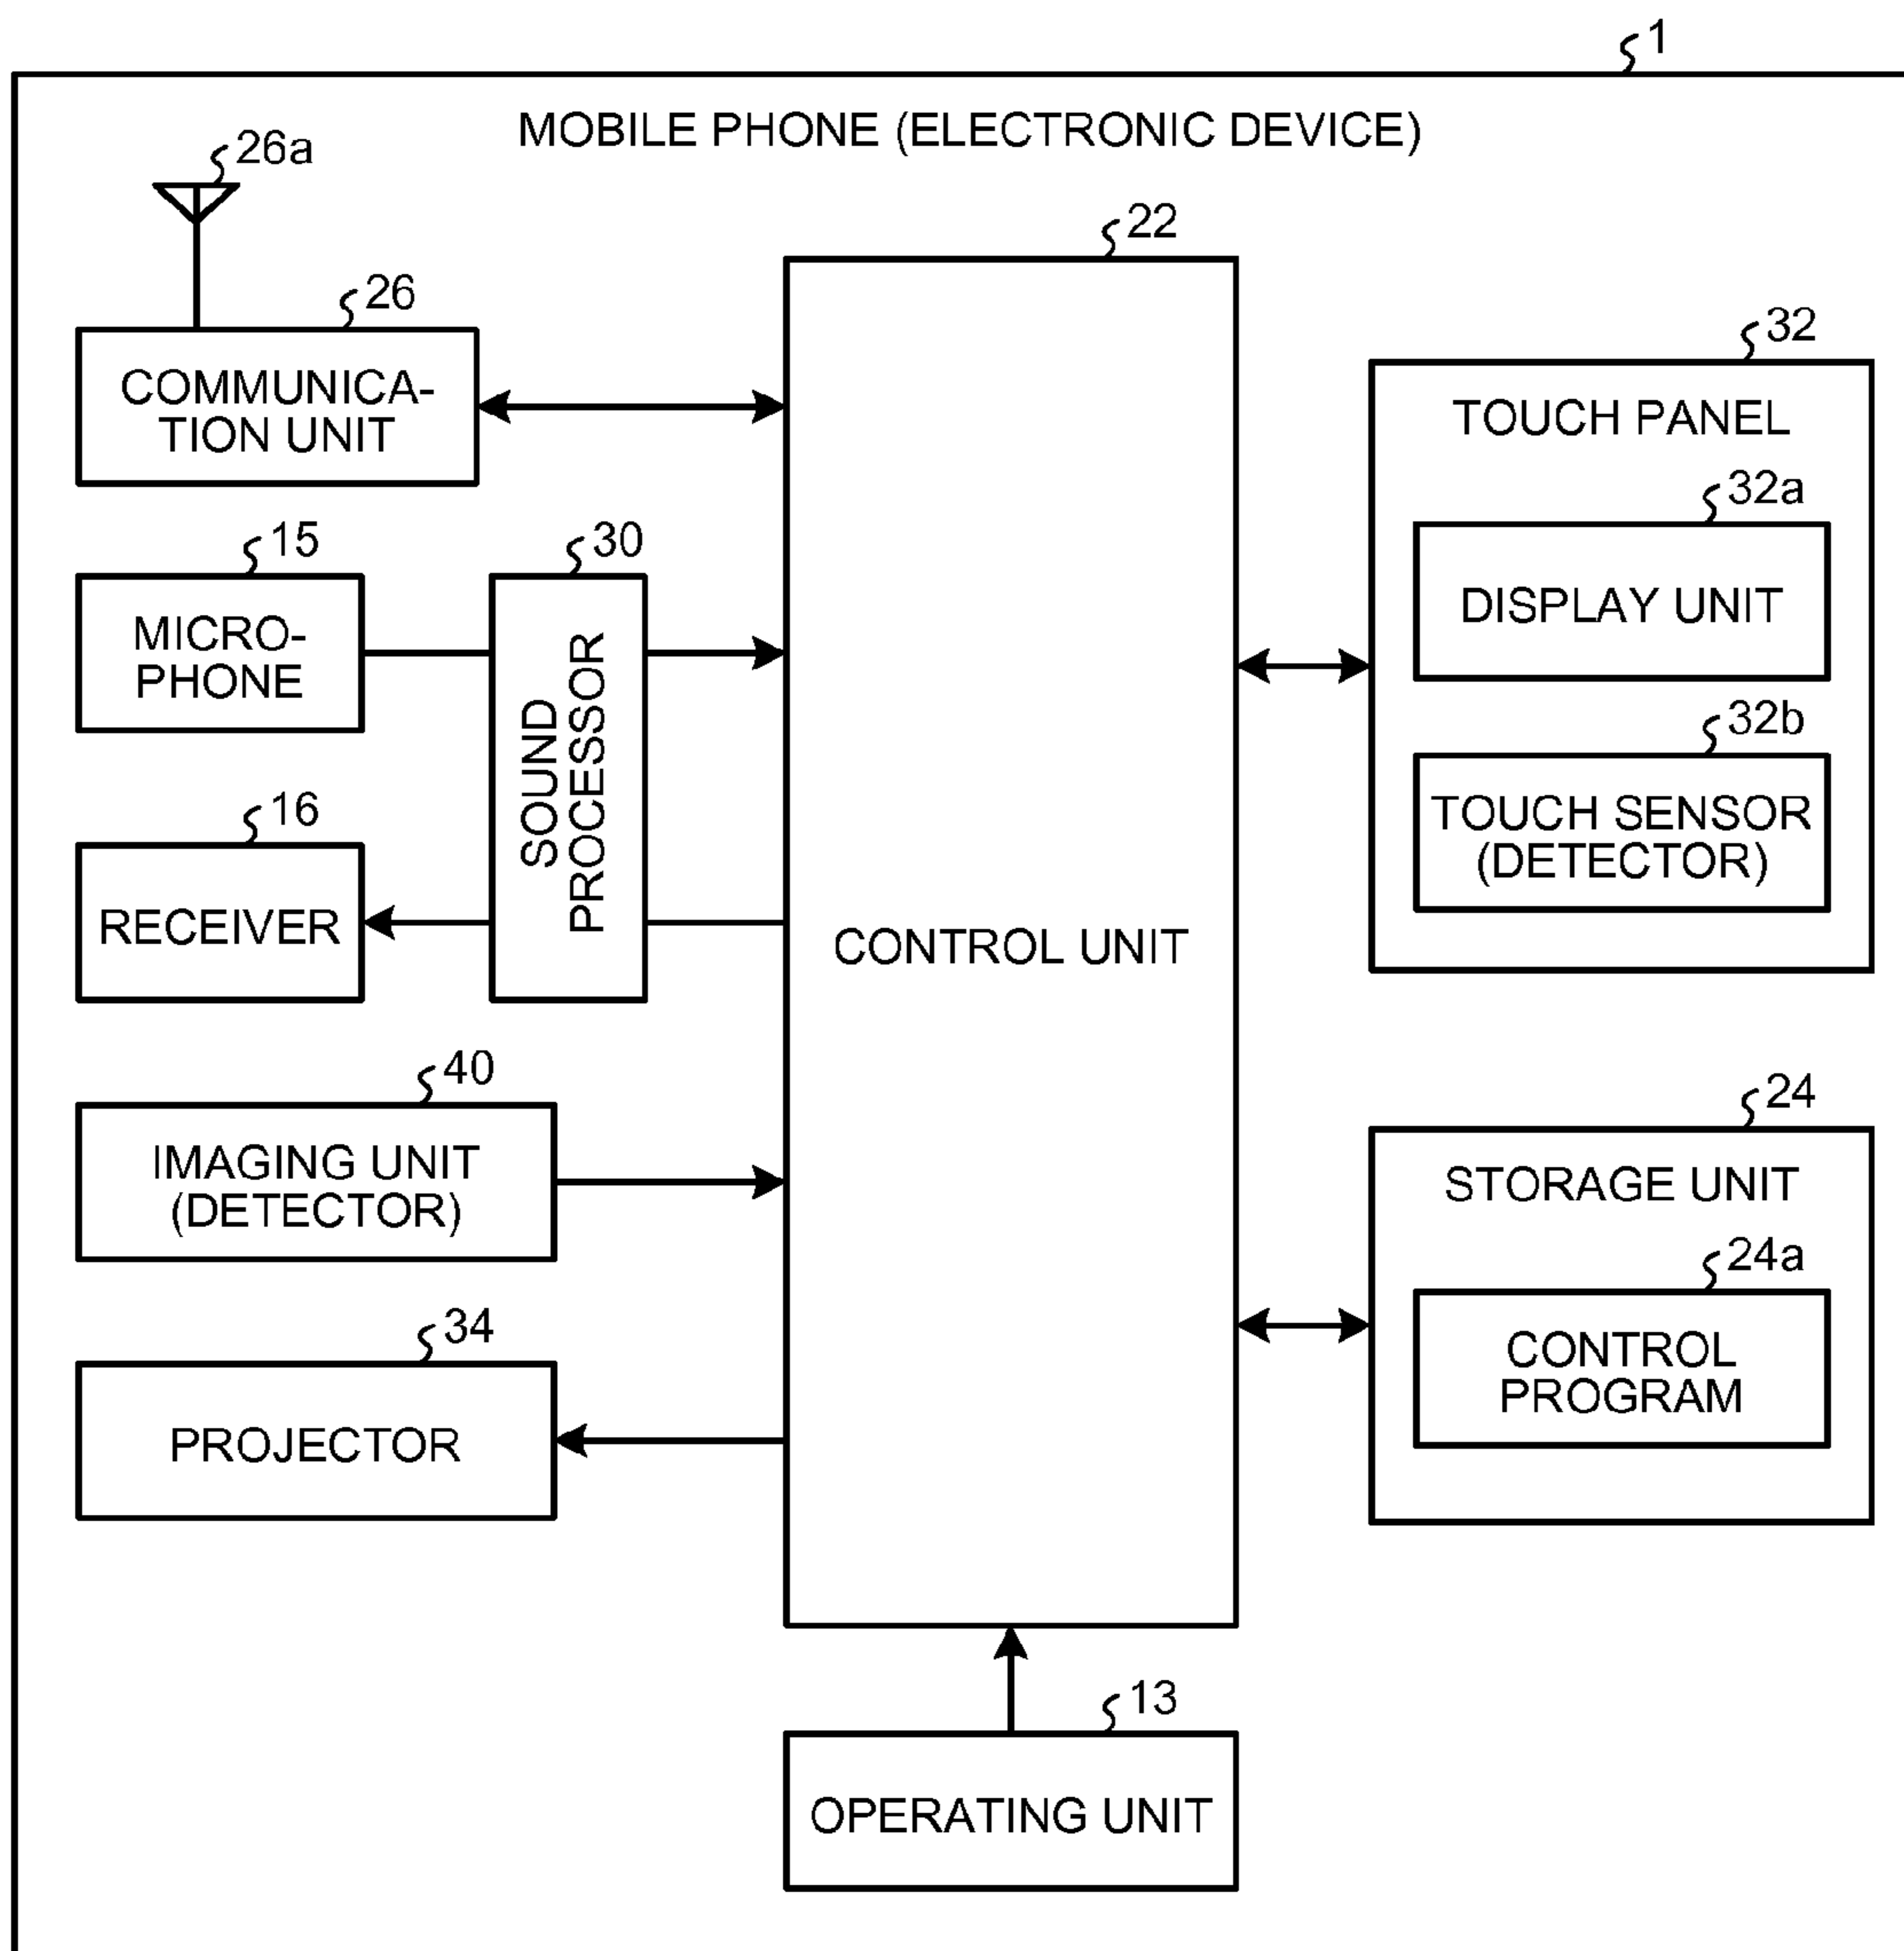 1
MOBILE PHONE (ELECTRONIC DEVICE)
26a
22
26
COMMUNICA-
TION UNIT
32
TOUCH PANEL
32a
DISPLAY UNIT
32b
TOUCH SENSOR
(DETECTOR)
15
MICRO-
PHONE
30
SOUND
PROCESSOR
16
RECEIVER
CONTROL UNIT
40
IMAGING UNIT
(DETECTOR)
24
STORAGE UNIT
24a
CONTROL
PROGRAM
34
PROJECTOR
13
OPERATING UNIT